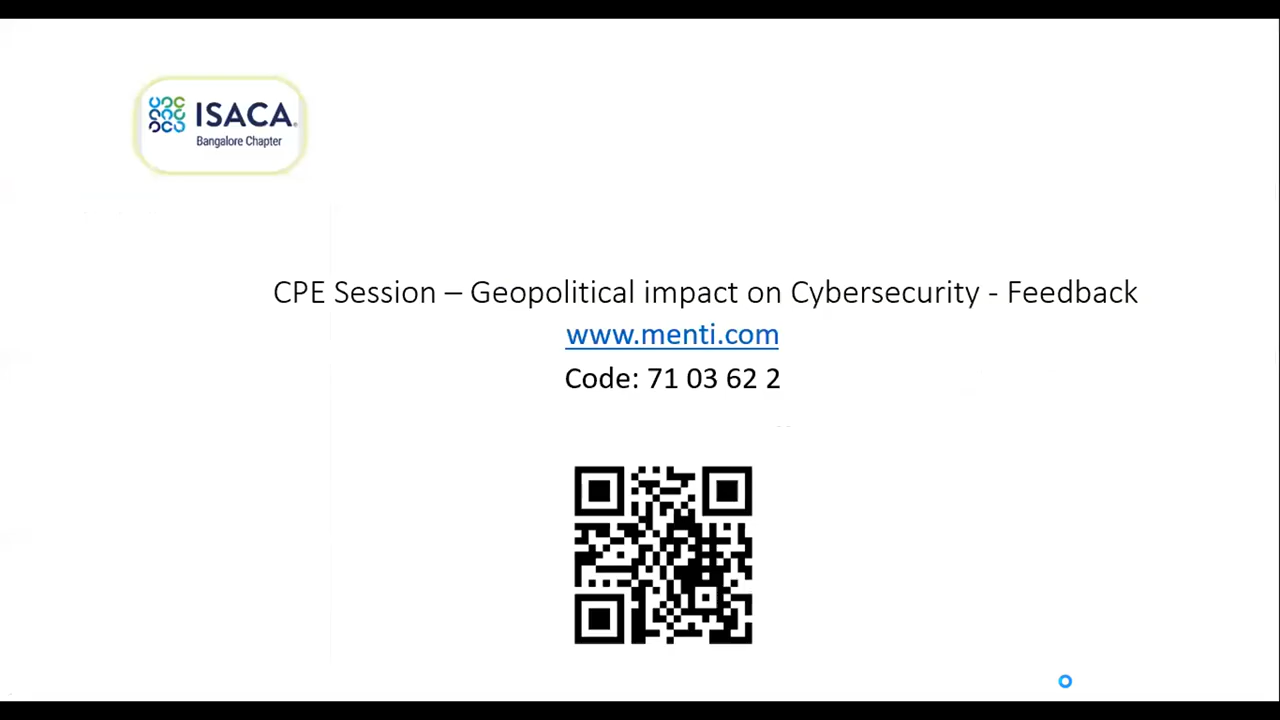 ISACA®
Bangalore Chapter
CPE Session – Geopolitical impact on Cybersecurity - Feedback
www.menti.com
Code: 71 03 62 2